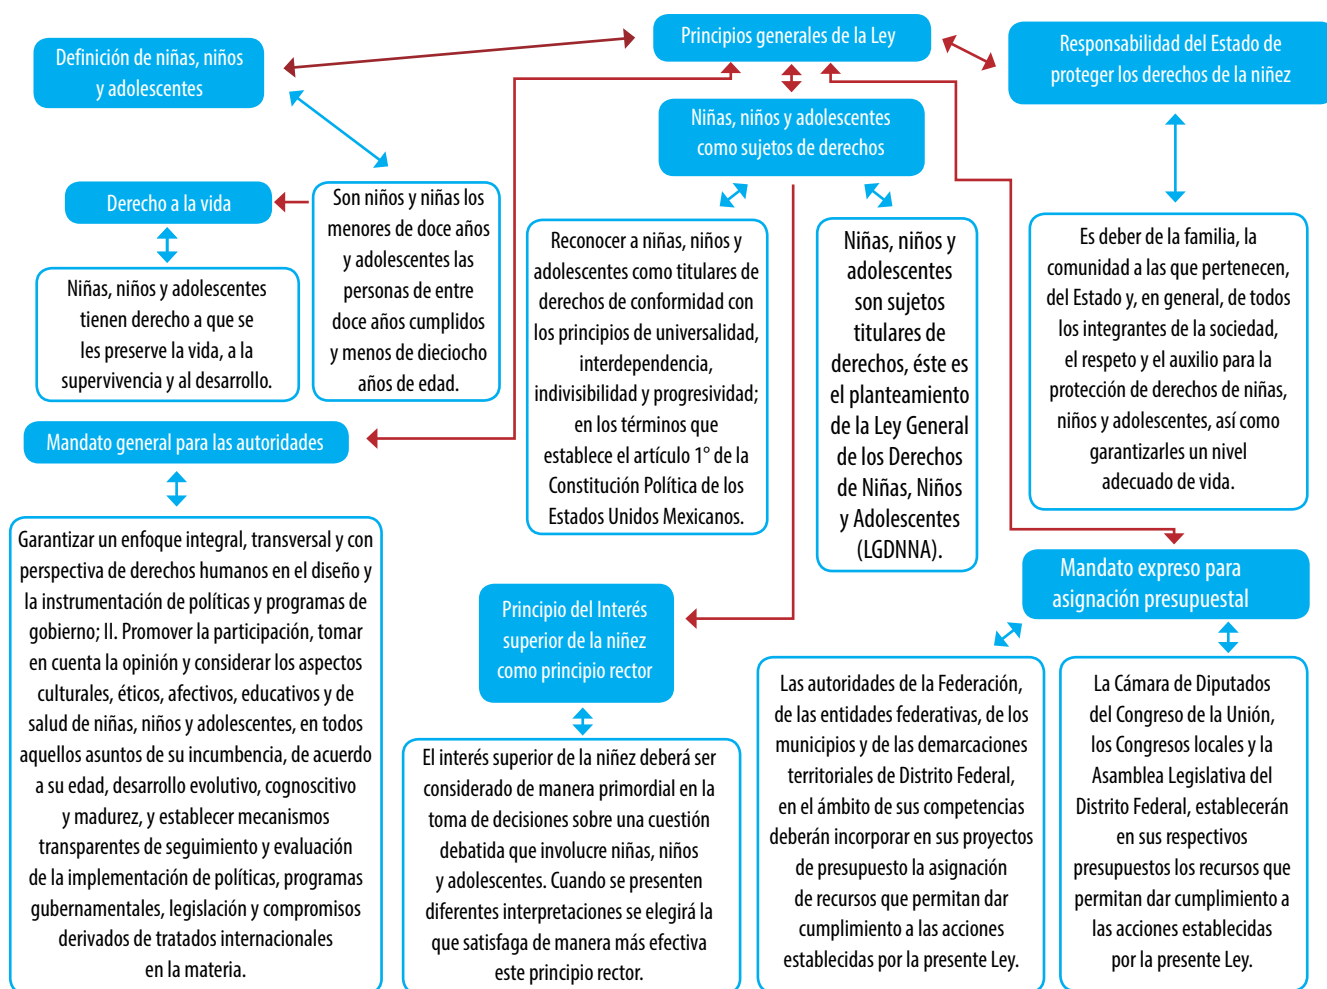 Principios generales de la Ley
Definición de niñas, niños
y adolescentes
Responsabilidad del Estado de
proteger los derechos de la niñez
Niñas, niños y adolescentes
como sujetos de derechos
Derecho a la vida
Niñas, niños y adolescentes
tienen derecho a que se
les preserve la vida, a la
supervivencia y al desarrollo.
Son niños y niñas los
menores de doce años
y adolescentes las
personas de entre
doce años cumplidos
y menos de dieciocho
años de edad.
Reconocer a niñas, niños y
adolescentes como titulares de
derechos de conformidad con
los principios de universalidad,
interdependencia,
indivisibilidad y progresividad;
en los términos que
establece el artículo 1° de la
Constitución Política de los
Estados Unidos Mexicanos.
Niñas, niños y
adolescentes
son sujetos
titulares de
derechos, éste es
el planteamiento
de la Ley General
de los Derechos
de Niñas, Niños
y Adolescentes
(LGDNNA).
Es deber de la familia, la
comunidad a las que pertenecen,
del Estado y, en general, de todos
los integrantes de la sociedad,
el respeto y el auxilio para la
protección de derechos de niñas,
niños y adolescentes, así como
garantizarles un nivel
adecuado de vida.
Mandato general para las autoridades
Garantizar un enfoque integral, transversal y con
perspectiva de derechos humanos en el diseño y
la instrumentación de políticas y programas de
gobierno; II. Promover la participación, tomar
en cuenta la opinión y considerar los aspectos
culturales, éticos, afectivos, educativos y de
salud de niñas, niños y adolescentes, en todos
aquellos asuntos de su incumbencia, de acuerdo
a su edad, desarrollo evolutivo, cognoscitivo
y madurez, y establecer mecanismos
transparentes de seguimiento y evaluación
de la implementación de políticas, programas
gubernamentales, legislación y compromisos
derivados de tratados internacionales
en la materia.
Principio del Interés
superior de la niñez
como principio rector
El interés superior de la niñez deberá ser
considerado de manera primordial en la
toma de decisiones sobre una cuestión
debatida que involucre niñas, niños
y adolescentes. Cuando se presenten
diferentes interpretaciones se elegirá la
que satisfaga de manera más efectiva
este principio rector.
Mandato expreso para
asignación presupuestal
Las autoridades de la Federación,
de las entidades federativas, de los
municipios y de las demarcaciones
territoriales de Distrito Federal,
en el ámbito de sus competencias
deberán incorporar en sus proyectos
de presupuesto la asignación
de recursos que permitan dar
cumplimiento a las acciones
establecidas por la presente Ley.
La Cámara de Diputados
del Congreso de la Unión,
los Congresos locales y la
Asamblea Legislativa del
Distrito Federal, establecerán
en sus respectivos
presupuestos los recursos que
permitan dar cumplimiento a
las acciones establecidas
por la presente Ley.